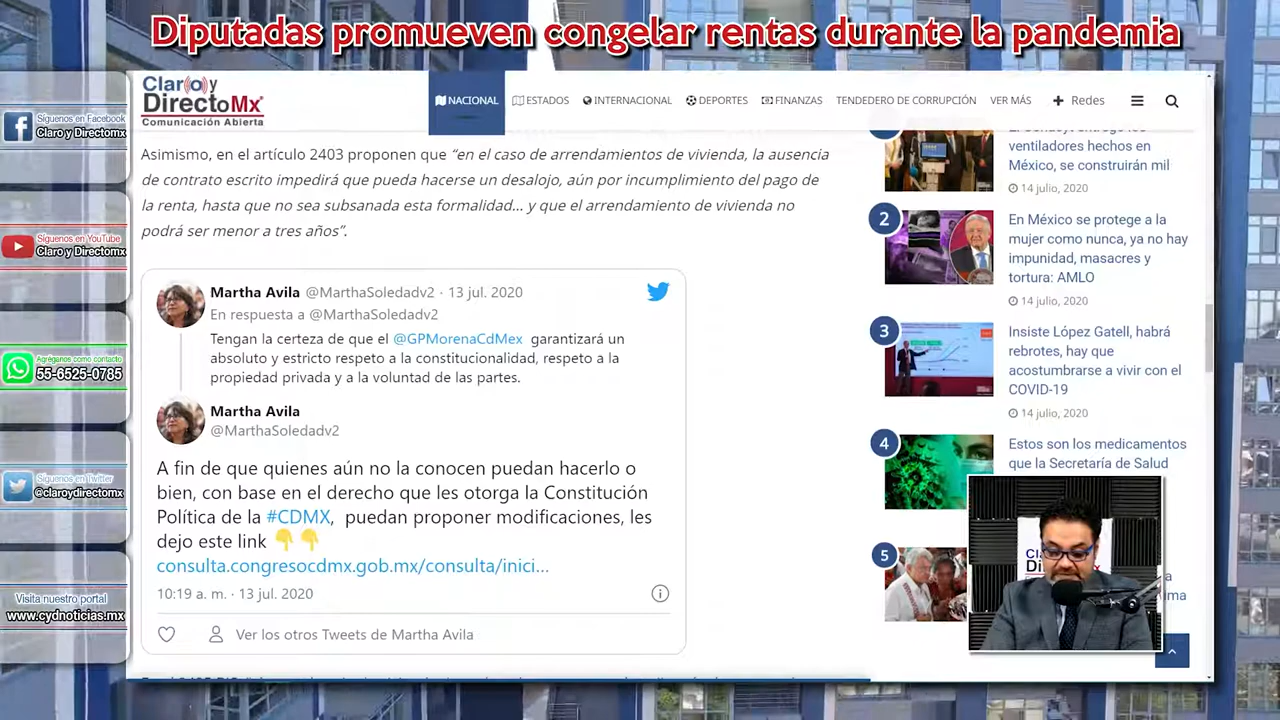 Diputadas promueven congelar rentas durante la pandemia
Síguenos en Facebook
Claro y Directomx
Síguenos en YouTube
Claro y Directomx
Agréganos como contacto
55-6525-0785
Síguenos en Twitter
@claroydirectomx
Visita nuestro portal
www.cydnoticias.mx
Claro y
DirectoMx
Comunicación Abierta
NACIONAL
ESTADOS
INTERNACIONAL
DEPORTES
FINANZAS
TENDEDERO DE CORRUPCIÓN
VER MÁS
Redes
Asimismo, en el artículo 2403 proponen que “en el caso de arrendamientos de vivienda, la ausencia
de contrato escrito impedirá que pueda hacerse un desalojo, aún por incumplimiento del pago de
la renta, hasta que no sea subsanada esta formalidad… y que el arrendamiento de vivienda no
podrá ser menor a tres años”.
Martha Avila @MarthaSoledadv2 · 13 jul. 2020
En respuesta a @MarthaSoledadv2
Tengan la certeza de que el @GPMorenaCdMex garantizará un
absoluto y estricto respeto a la constitucionalidad, respeto a la
propiedad privada y a la voluntad de las partes.
Martha Avila
@MarthaSoledadv2
A fin de que quienes aún no la conocen puedan hacerlo o
bien, con base en el derecho que les otorga la Constitución
Política de la #CDMX, puedan proponer modificaciones, les
dejo este link
consulta.congresocdmx.gob.mx/consulta/inici…
10:19 a. m. · 13 jul. 2020
Ver los otros Tweets de Martha Avila
ventiladores hechos en
México, se construirán mil
14 julio, 2020
2
En México se protege a la
mujer como nunca, ya no hay
impunidad, masacres y
tortura: AMLO
14 julio, 2020
3
Insiste López Gatell, habrá
rebrotes, hay que
acostumbrarse a vivir con el
COVID-19
14 julio, 2020
4
Estos son los medicamentos
que la Secretaría de Salud
5